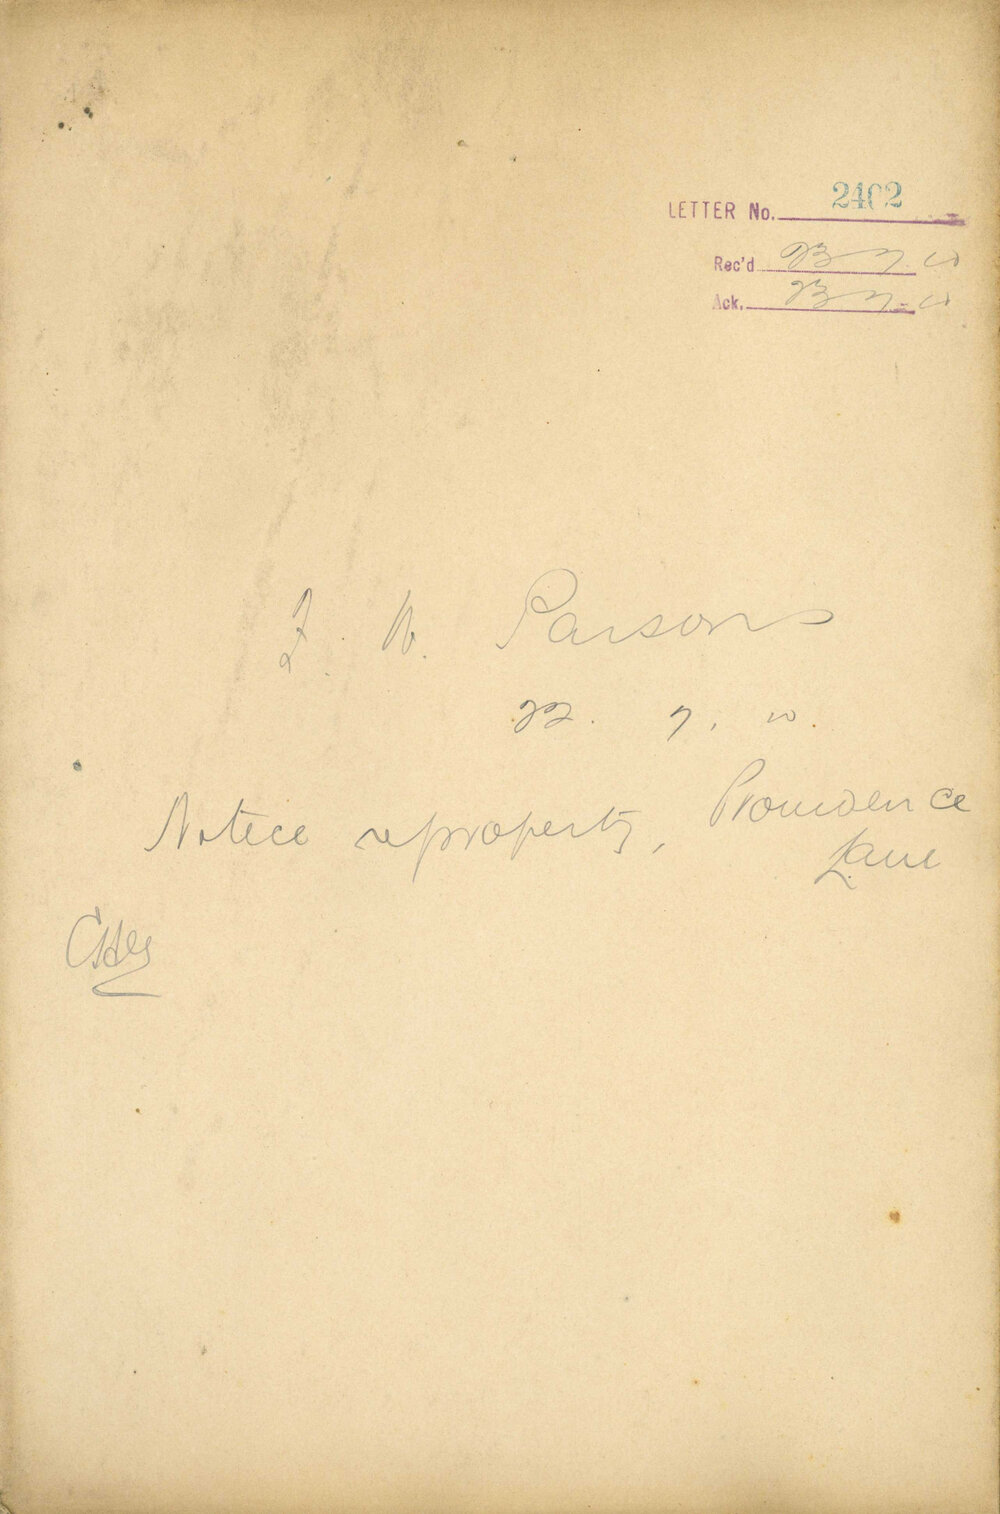 LETTER No. 2402
Rec'd 23 7. 10
Ack. 23 7. 10
F. W. Parsons
22. 7. 10.
Notice re property, Providence
Lane